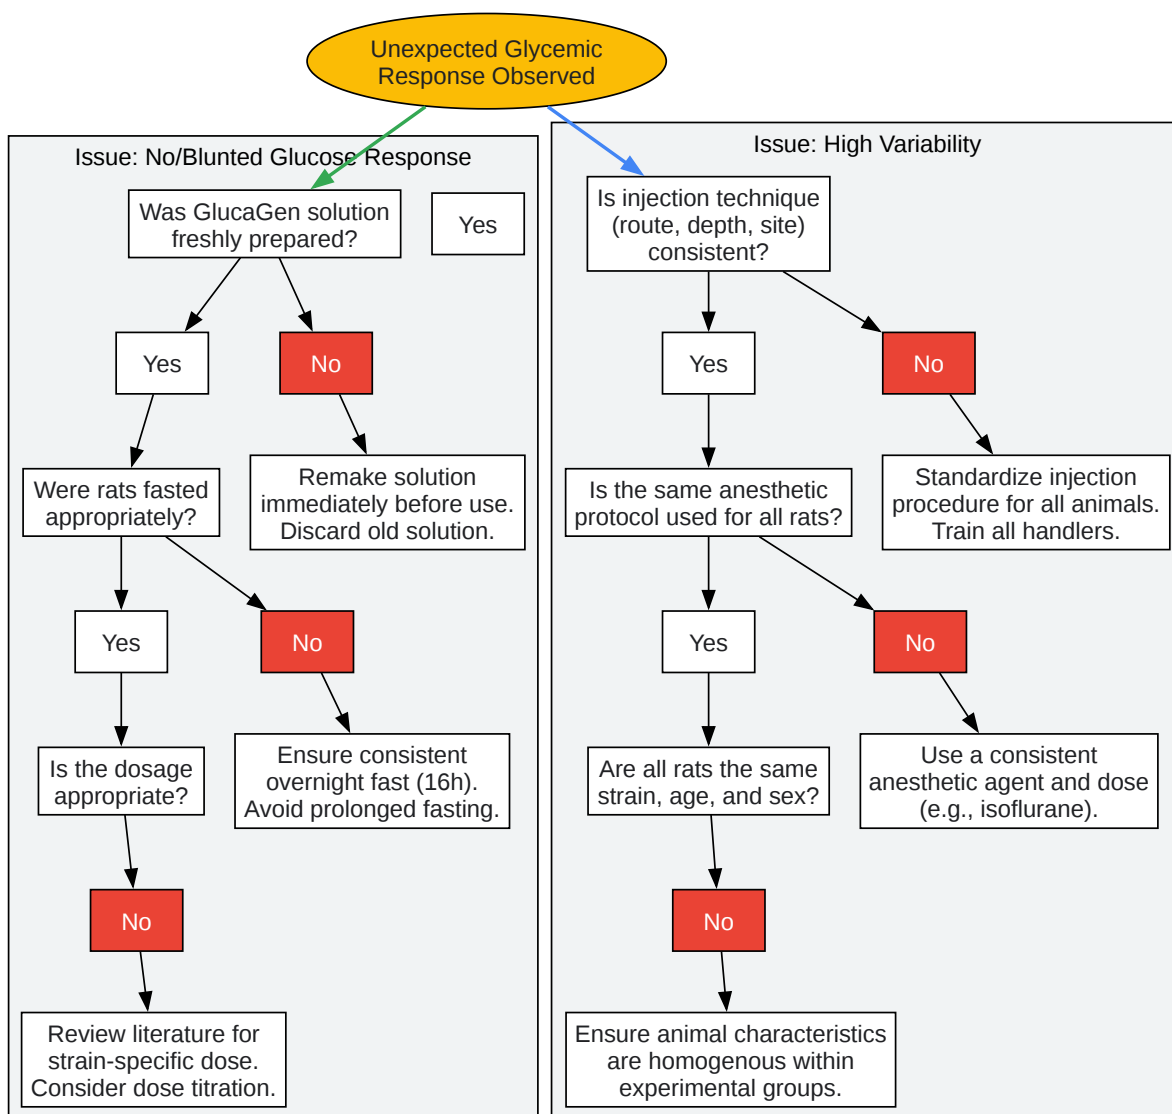 Unexpected Glycemic
Response Observed
Issue: No/Blunted Glucose Response
Was GlucaGen solution
freshly prepared?
Yes
Yes
No
Were rats fasted
appropriately?
Remake solution
immediately before use.
Discard old solution.
Yes
No
Is the dosage
appropriate?
Ensure consistent
overnight fast (16h).
Avoid prolonged fasting.
No
Review literature for
strain-specific dose.
Consider dose titration.
Issue: High Variability
Is injection technique
(route, depth, site)
consistent?
Yes
No
Is the same anesthetic
protocol used for all rats?
Standardize injection
procedure for all animals.
Train all handlers.
Yes
No
Are all rats the same
strain, age, and sex?
Use a consistent
anesthetic agent and dose
(e.g., isoflurane).
No
Ensure animal characteristics
are homogenous within
experimental groups.